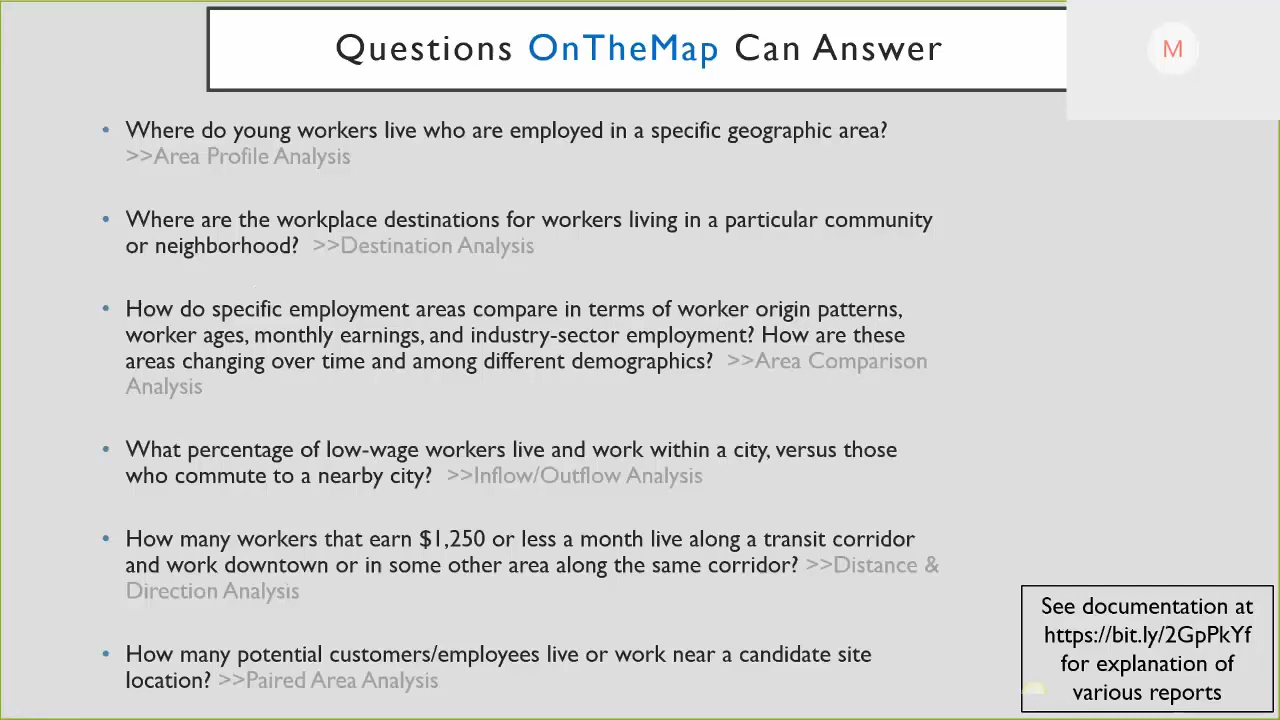 Questions OnTheMap Can Answer
M
• Where do young workers live who are employed in a specific geographic area?
>>Area Profile Analysis
• Where are the workplace destinations for workers living in a particular community
or neighborhood? >>Destination Analysis
• How do specific employment areas compare in terms of worker origin patterns,
worker ages, monthly earnings, and industry-sector employment? How are these
areas changing over time and among different demographics? >>Area Comparison
Analysis
• What percentage of low-wage workers live and work within a city, versus those
who commute to a nearby city? >>Inflow/Outflow Analysis
• How many workers that earn $1,250 or less a month live along a transit corridor
and work downtown or in some other area along the same corridor? >>Distance &
Direction Analysis
• How many potential customers/employees live or work near a candidate site
location? >>Paired Area Analysis
See documentation at
https://bit.ly/2GpPkYf
for explanation of
various reports